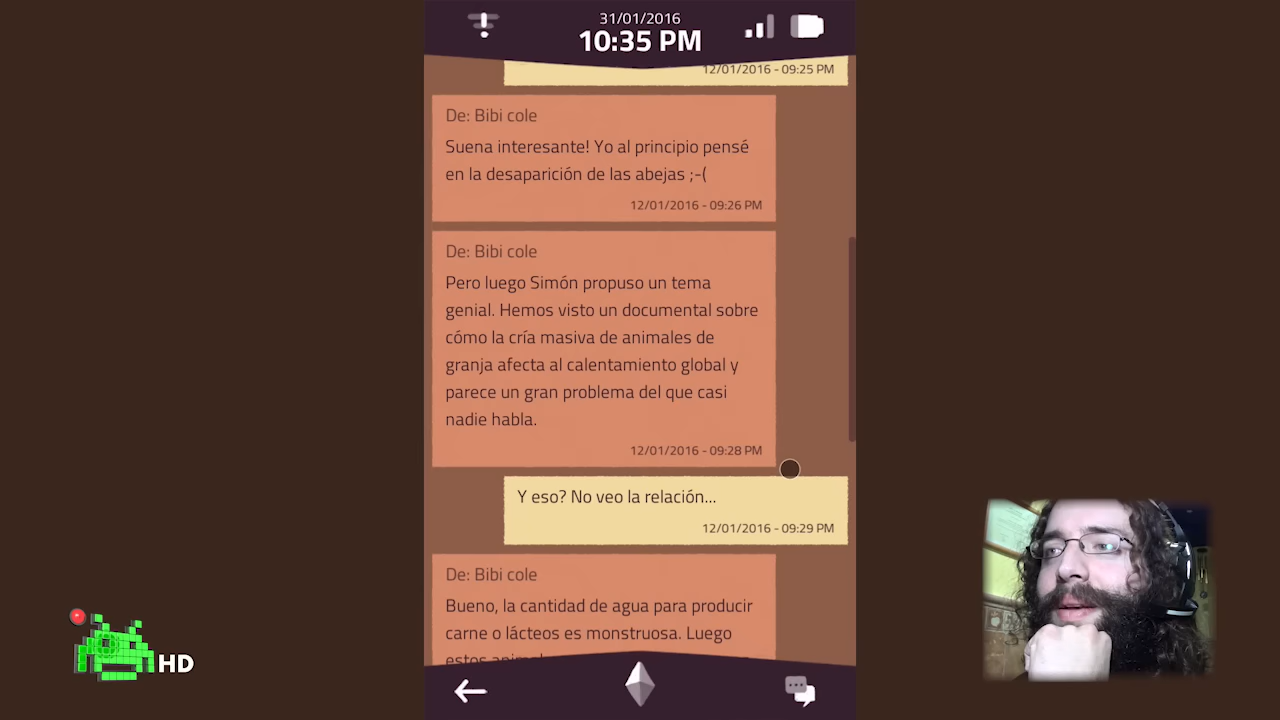 31/01/2016
10:35 PM
12/01/2016 - 09:25 PM
De: Bibi cole
Suena interesante! Yo al principio pensé
en la desaparición de las abejas ;-(
12/01/2016 - 09:26 PM
De: Bibi cole
Pero luego Simón propuso un tema
genial. Hemos visto un documental sobre
cómo la cría masiva de animales de
granja afecta al calentamiento global y
parece un gran problema del que casi
nadie habla.
12/01/2016 - 09:28 PM
Y eso? No veo la relación...
12/01/2016 - 09:29 PM
De: Bibi cole
Bueno, la cantidad de agua para producir
carne o lácteos es monstruosa. Luego
estos
HD